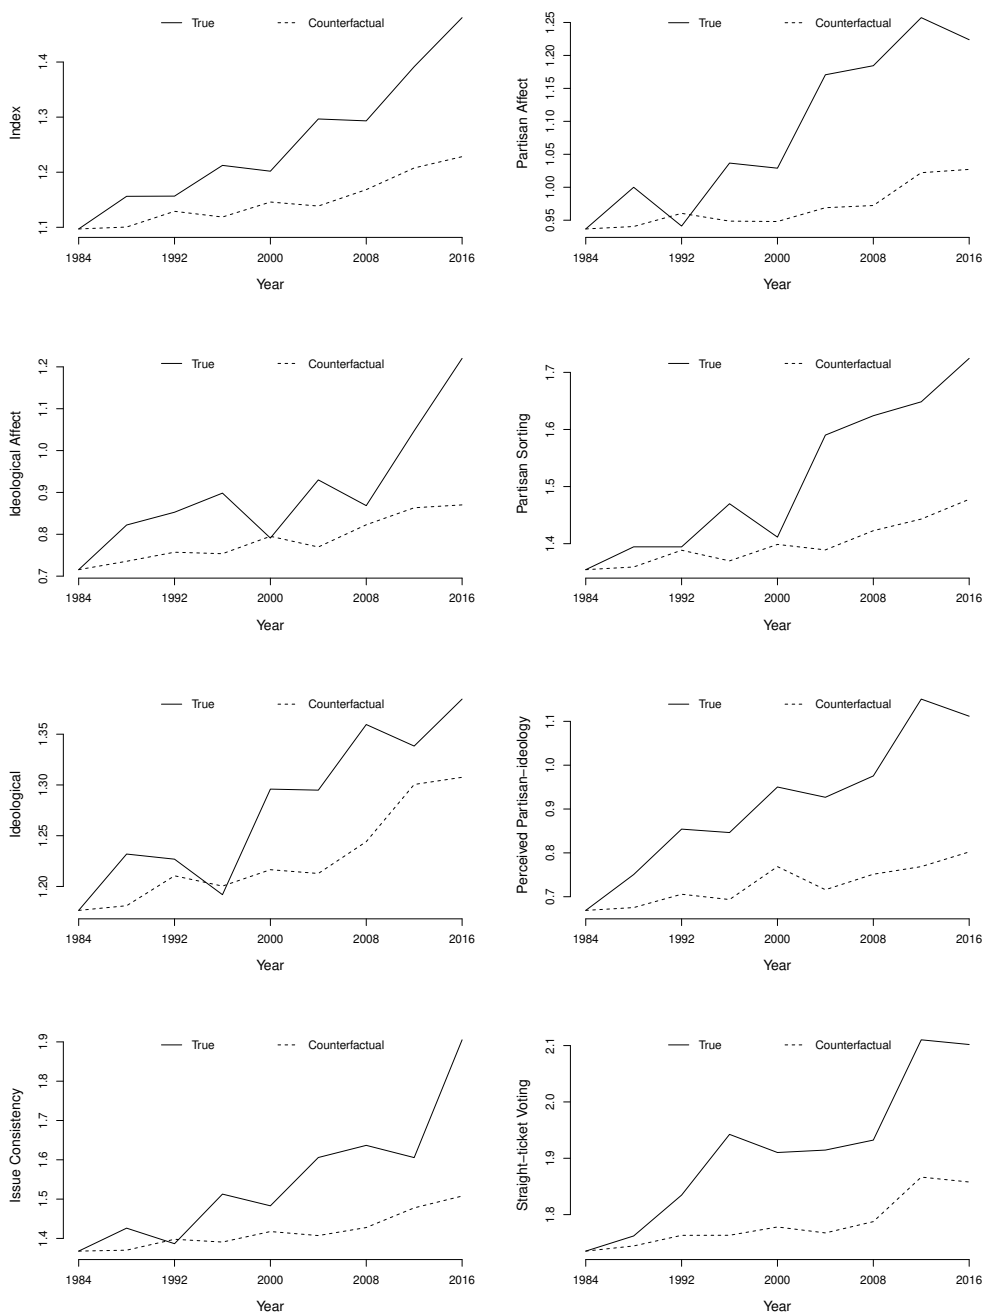 True Counterfactual
Index
1.1 1.2 1.3 1.4
1984 1992 2000 2008 2016
Year
True Counterfactual
Partisan Affect
0.95 1.00 1.05 1.10 1.15 1.20 1.25
1984 1992 2000 2008 2016
Year
True Counterfactual
Ideological Affect
0.7 0.8 0.9 1.0 1.1 1.2
1984 1992 2000 2008 2016
Year
True Counterfactual
Partisan Sorting
1.4 1.5 1.6 1.7
1984 1992 2000 2008 2016
Year
True Counterfactual
Ideological
1.20 1.25 1.30 1.35
1984 1992 2000 2008 2016
Year
True Counterfactual
Perceived Partisan−ideology
0.7 0.8 0.9 1.0 1.1
1984 1992 2000 2008 2016
Year
True Counterfactual
Issue Consistency
1.4 1.5 1.6 1.7 1.8 1.9
1984 1992 2000 2008 2016
Year
True Counterfactual
Straight−ticket Voting
1.8 1.9 2.0 2.1
1984 1992 2000 2008 2016
Year